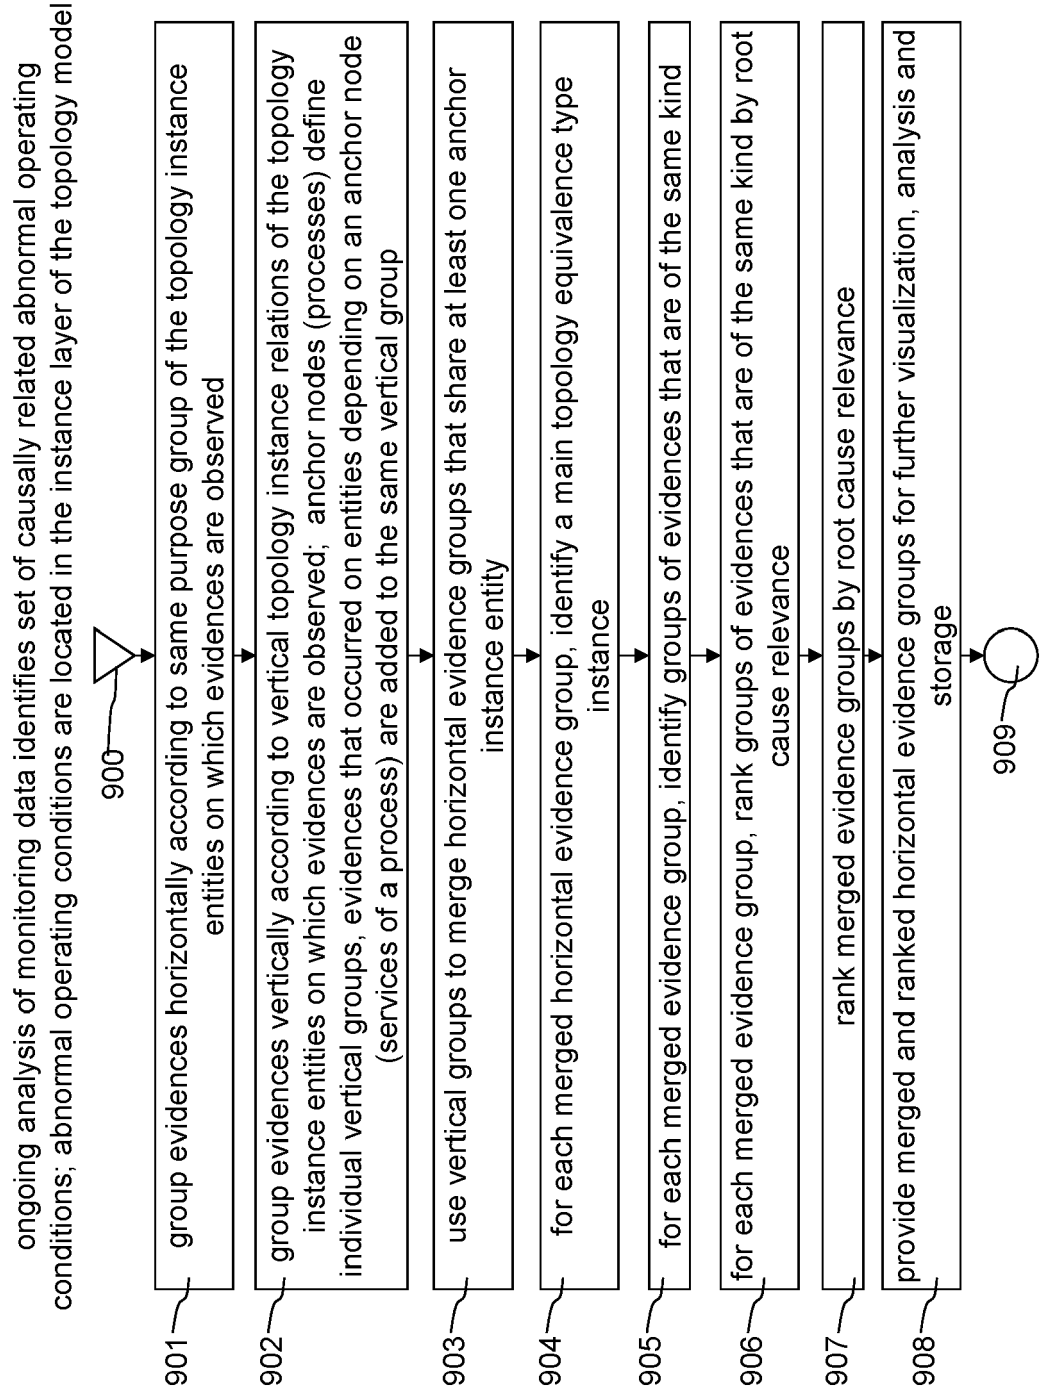 ongoing analysis of monitoring data identifies set of causally related abnormal operating
conditions; abnormal operating conditions are located in the instance layer of the topology model
900
901
group evidences horizontally according to same purpose group of the topology instance
entities on which evidences are observed
902
group evidences vertically according to vertical topology instance relations of the topology
instance entities on which evidences are observed; anchor nodes (processes) define
individual vertical groups, evidences that occurred on entities depending on an anchor node
(services of a process) are added to the same vertical group
903
use vertical groups to merge horizontal evidence groups that share at least one anchor
instance entity
904
for each merged horizontal evidence group, identify a main topology equivalence type
instance
905
for each merged evidence group, identify groups of evidences that are of the same kind
906
for each merged evidence group, rank groups of evidences that are of the same kind by root
cause relevance
907
rank merged evidence groups by root cause relevance
908
provide merged and ranked horizontal evidence groups for further visualization, analysis and
storage
909